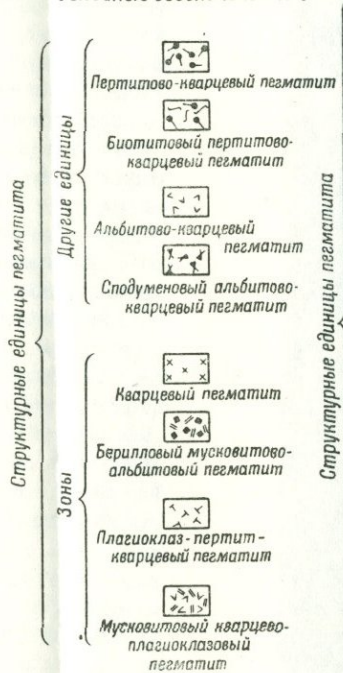 Структурные единицы пегматита
Другие единицы
Пертитово-кварцевый пегматит
Биотитовый пертитово-
кварцевый пегматит
Альбитово-кварцевый
пегматит
Сподуменовый альбитово-
кварцевый пегматит
Зоны
Кварцевый пегматит
Берилловый мусковитово-
альбитовый пегматит
Плагиоклаз-пертит-
кварцевый пегматит
Мусковитовый кварцево-
плагиоклазовый
пегматит
Структурные единицы пегматита